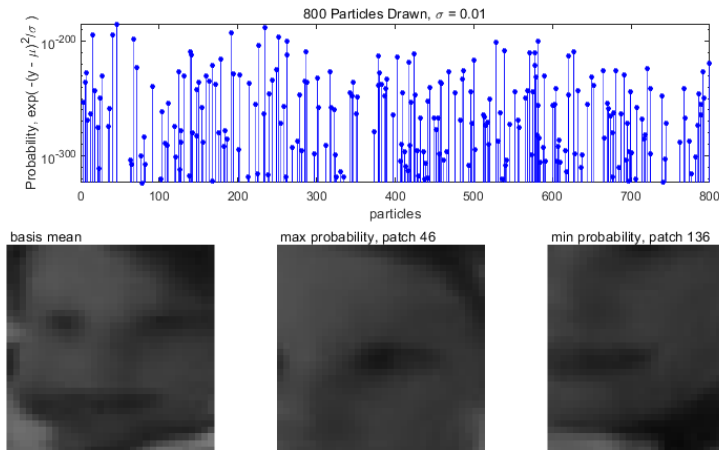 800 Particles Drawn, σ = 0.01
Probability, exp( -(y - μ)²/σ )
10⁻²⁰⁰
10⁻³⁰⁰
0 100 200 300 400 500 600 700 800
particles
basis mean
max probability, patch 46
min probability, patch 136